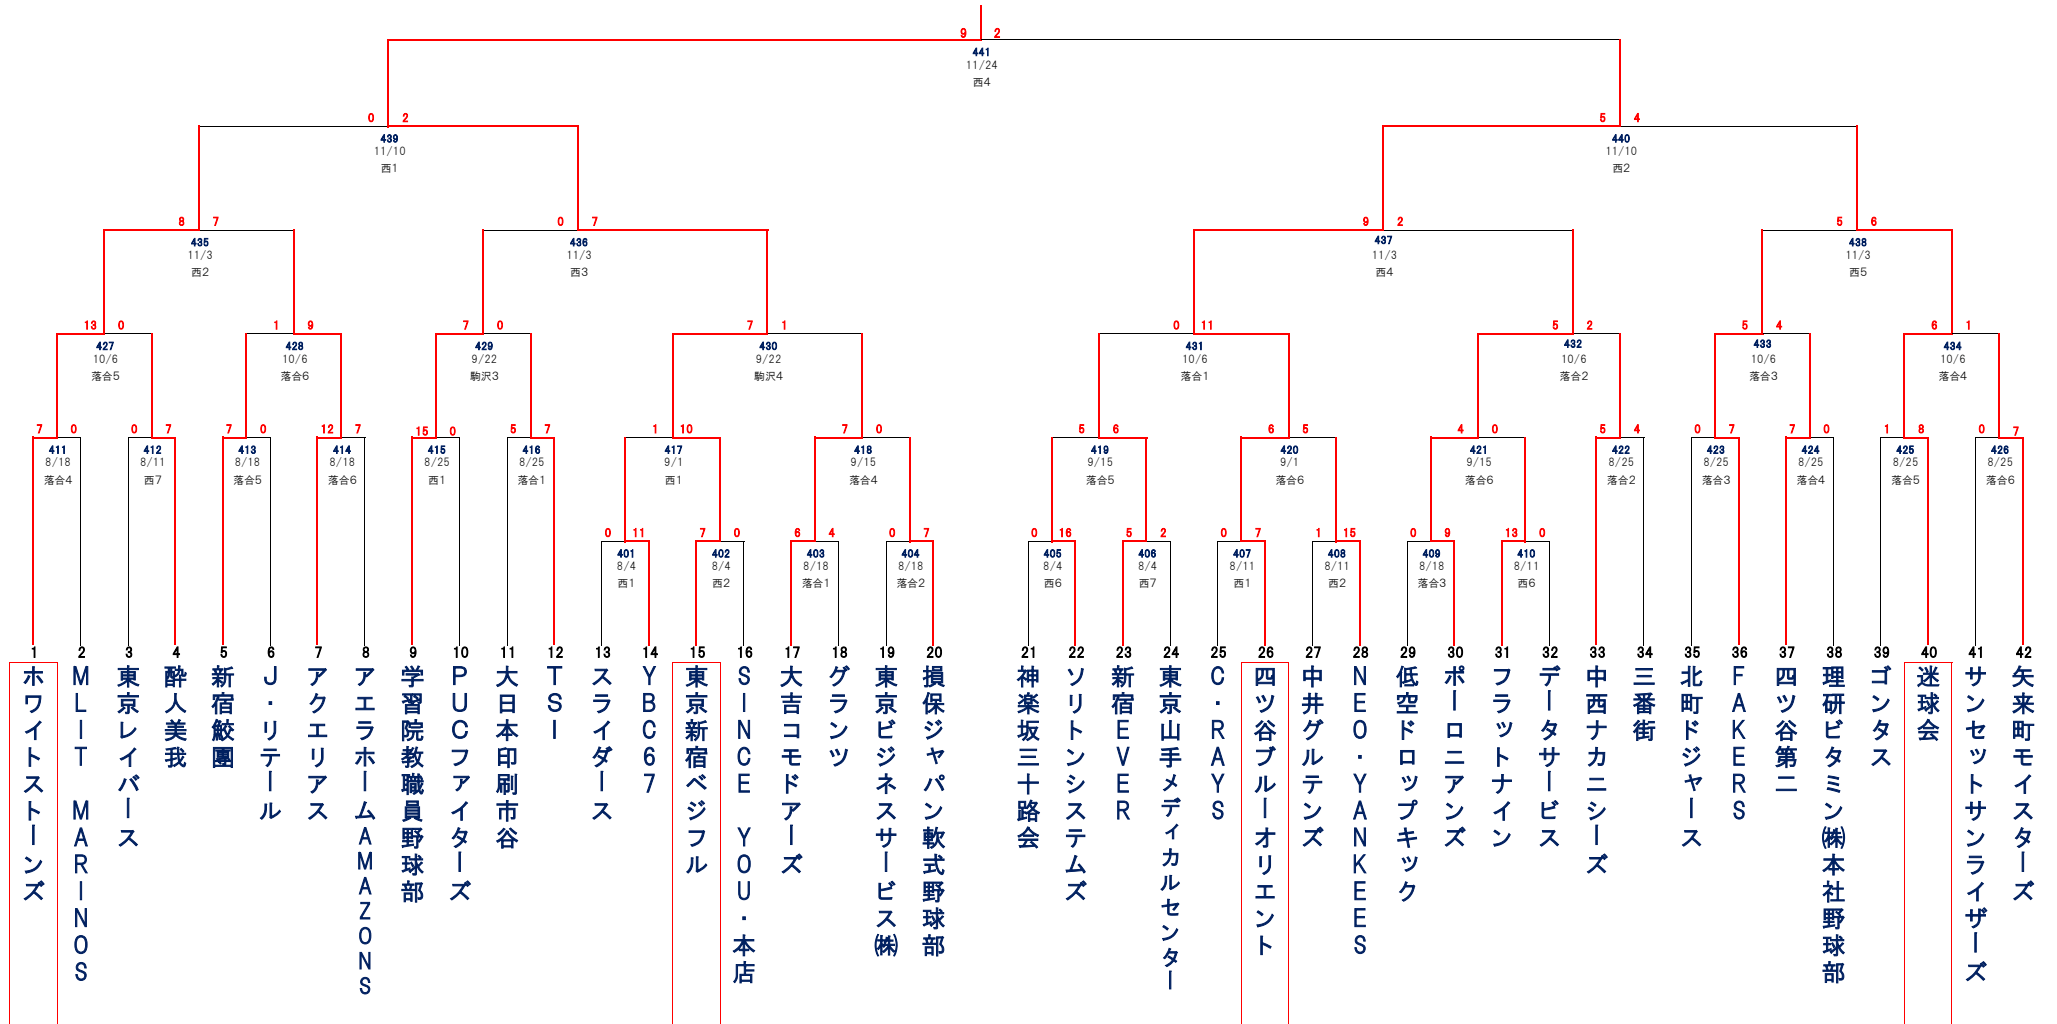 9 2
441
11/24
西4
0 2
439
11/10
西1
5 4
440
11/10
西2
8 7
435
11/3
西2
0 7
436
11/3
西3
9 2
437
11/3
西4
5 6
438
11/3
西5
13 0
427
10/6
落合5
1 9
428
10/6
落合6
7 0
429
9/22
駒沢3
7 1
430
9/22
駒沢4
0 11
431
10/6
落合1
5 2
432
10/6
落合2
5 4
433
10/6
落合3
6 1
434
10/6
落合4
7 0
411
8/18
落合4
0 7
412
8/11
西7
7 0
413
8/18
落合5
12 7
414
8/18
落合6
15 0
415
8/25
西1
5 7
416
8/25
落合1
1 10
417
9/1
西1
7 0
418
9/15
落合4
5 6
419
9/15
落合5
6 5
420
9/1
落合6
4 0
421
9/15
落合6
5 4
422
8/25
落合2
0 7
423
8/25
落合3
7 0
424
8/25
落合4
1 8
425
8/25
落合5
0 7
426
8/25
落合6
0 11
401
8/4
西1
7 0
402
8/4
西2
6 4
403
8/18
落合1
0 7
404
8/18
落合2
0 16
405
8/4
西6
5 2
406
8/4
西7
0 7
407
8/11
西1
1 15
408
8/11
西2
0 9
409
8/18
落合3
13 0
410
8/11
西6
1
ホワイトストーンズ
2
MLIT MARINOS
3
東京レイバース
4
酔人美我
5
新宿鮫團
6
J・リテール
7
アクエリアス
8
アエラホームAMAZONS
9
学習院教職員野球部
10
PUCファイターズ
11
大日本印刷市谷
12
TSI
13
スライダース
14
YBC67
15
東京新宿ベジフル
16
SINCE YOU・本店
17
大吉コモドアーズ
18
グランツ
19
東京ビジネスサービス㈱
20
損保ジャパン軟式野球部
21
神楽坂三十路会
22
ソリトンシステムズ
23
新宿EVER
24
東京山手メディカルセンター
25
C・RAYS
26
四ツ谷ブルーオリエント
27
中井グルテンズ
28
NEO・YANKEES
29
低空ドロップキック
30
ポーロニアンズ
31
フラットナイン
32
データサービス
33
中西ナカニシーズ
34
三番街
35
北町ドジャース
36
FAKERS
37
四ツ谷第二
38
理研ビタミン㈱本社野球部
39
ゴンタス
40
迷球会
41
サンセットサンライザーズ
42
矢来町モイスターズ